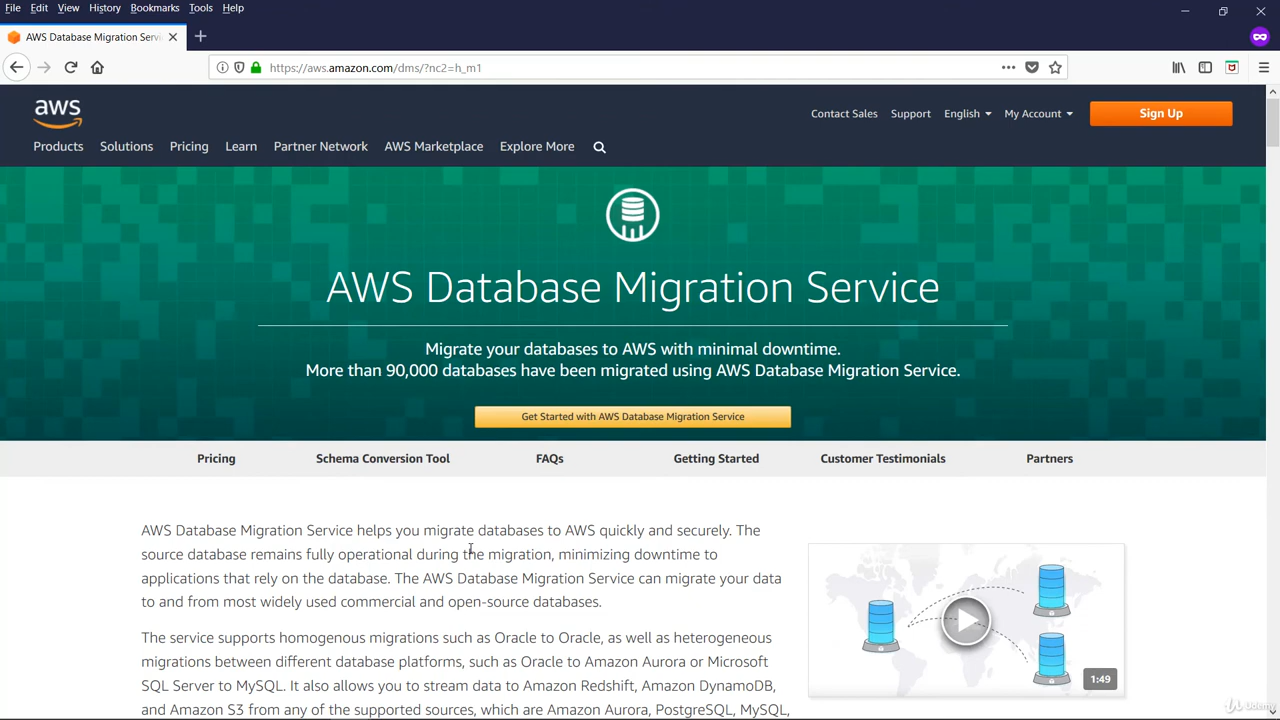 File Edit View History Bookmarks Tools Help
AWS Database Migration Servi
https://aws.amazon.com/dms/?nc2=h_m1
aws
Contact Sales Support English My Account Sign Up
Products Solutions Pricing Learn Partner Network AWS Marketplace Explore More
AWS Database Migration Service
Migrate your databases to AWS with minimal downtime.
More than 90,000 databases have been migrated using AWS Database Migration Service.
Get Started with AWS Database Migration Service
Pricing Schema Conversion Tool FAQs Getting Started Customer Testimonials Partners
AWS Database Migration Service helps you migrate databases to AWS quickly and securely. The
source database remains fully operational during the migration, minimizing downtime to
applications that rely on the database. The AWS Database Migration Service can migrate your data
to and from most widely used commercial and open-source databases.
The service supports homogenous migrations such as Oracle to Oracle, as well as heterogeneous
migrations between different database platforms, such as Oracle to Amazon Aurora or Microsoft
SQL Server to MySQL. It also allows you to stream data to Amazon Redshift, Amazon DynamoDB,
and Amazon S3 from any of the supported sources, which are Amazon Aurora, PostgreSQL, MySQL,
1:49
Udemy